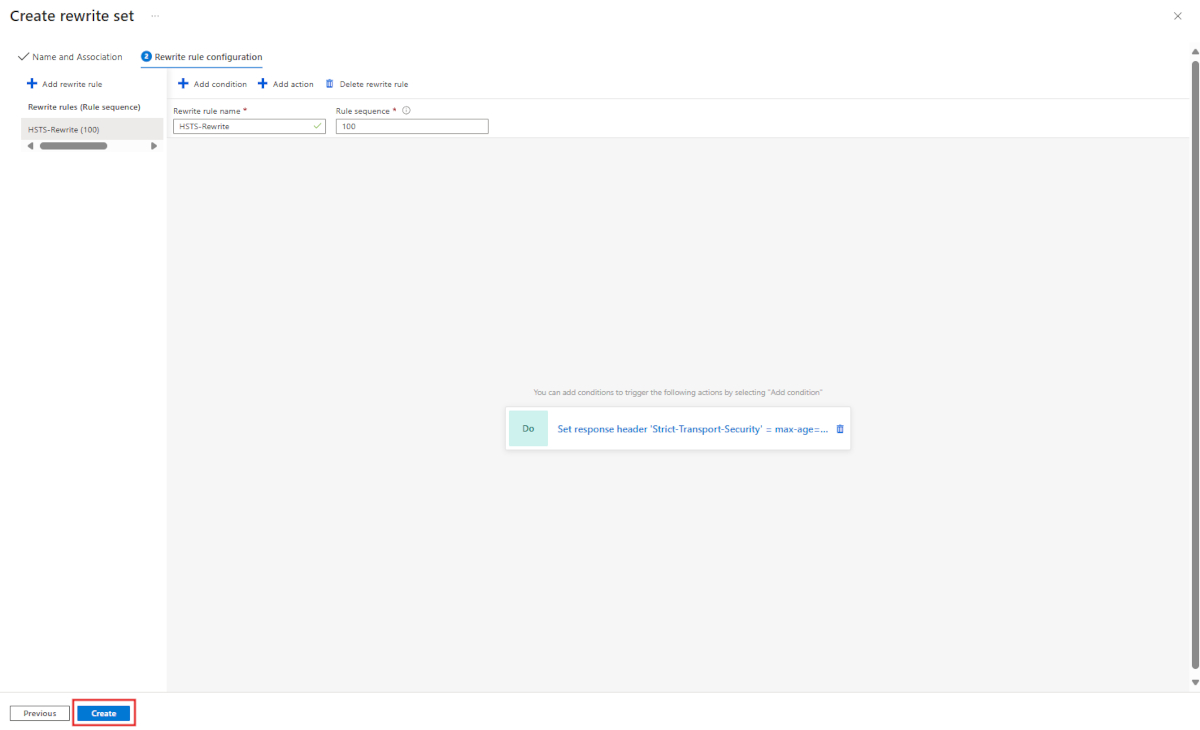 Create rewrite set ...
Name and Association 2 Rewrite rule configuration
Add rewrite rule Add condition Add action Delete rewrite rule
Rewrite rules (Rule sequence) Rewrite rule name * Rule sequence *
HSTS-Rewrite (100) HSTS-Rewrite 100
You can add conditions to trigger the following actions by selecting "Add condition"
Do Set response header 'Strict-Transport-Security' = max-age=...
Previous Create